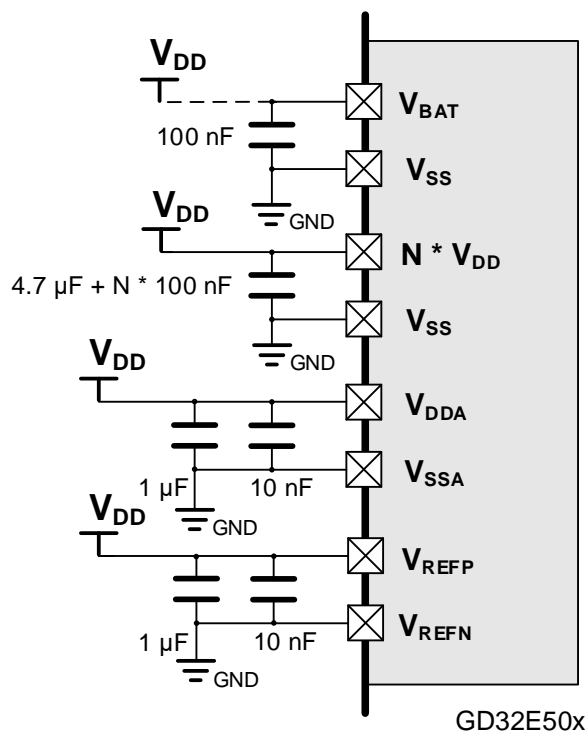 VDD
VBAT
100 nF
VSS
GND
VDD
N * VDD
4.7 µF + N * 100 nF
VSS
GND
VDD
VDDA
1 µF 10 nF
VSSA
GND
VDD
VREFP
1 µF 10 nF
VREFN
GND
GD32E50x